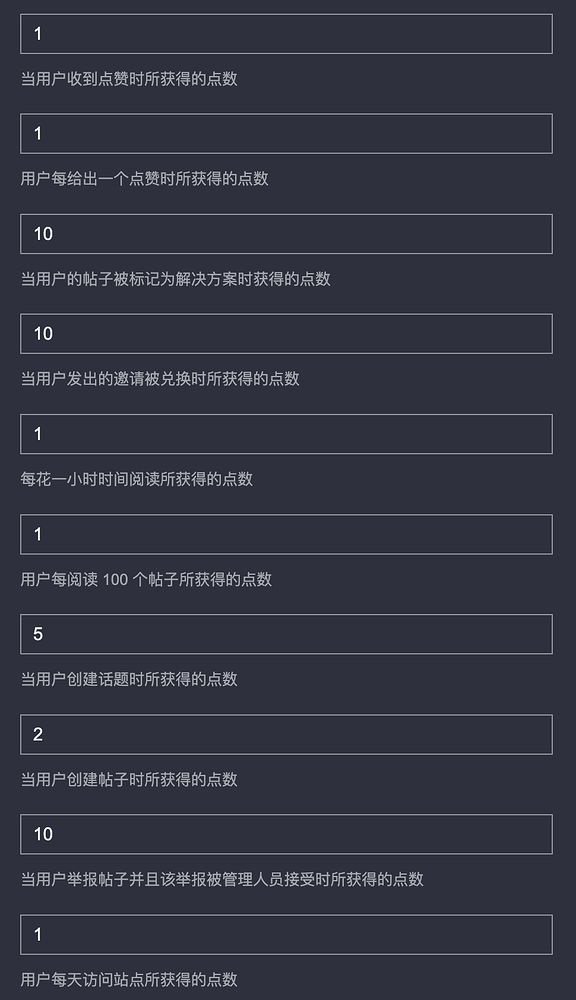 1
当用户收到点赞时所获得的点数
1
用户每给出一个点赞时所获得的点数
10
当用户的帖子被标记为解决方案时获得的点数
10
当用户发出的邀请被兑换时所获得的点数
1
每花一小时时间阅读所获得的点数
1
用户每阅读 100 个帖子所获得的点数
5
当用户创建话题时所获得的点数
2
当用户创建帖子时所获得的点数
10
当用户举报帖子并且该举报被管理人员接受时所获得的点数
1
用户每天访问站点所获得的点数